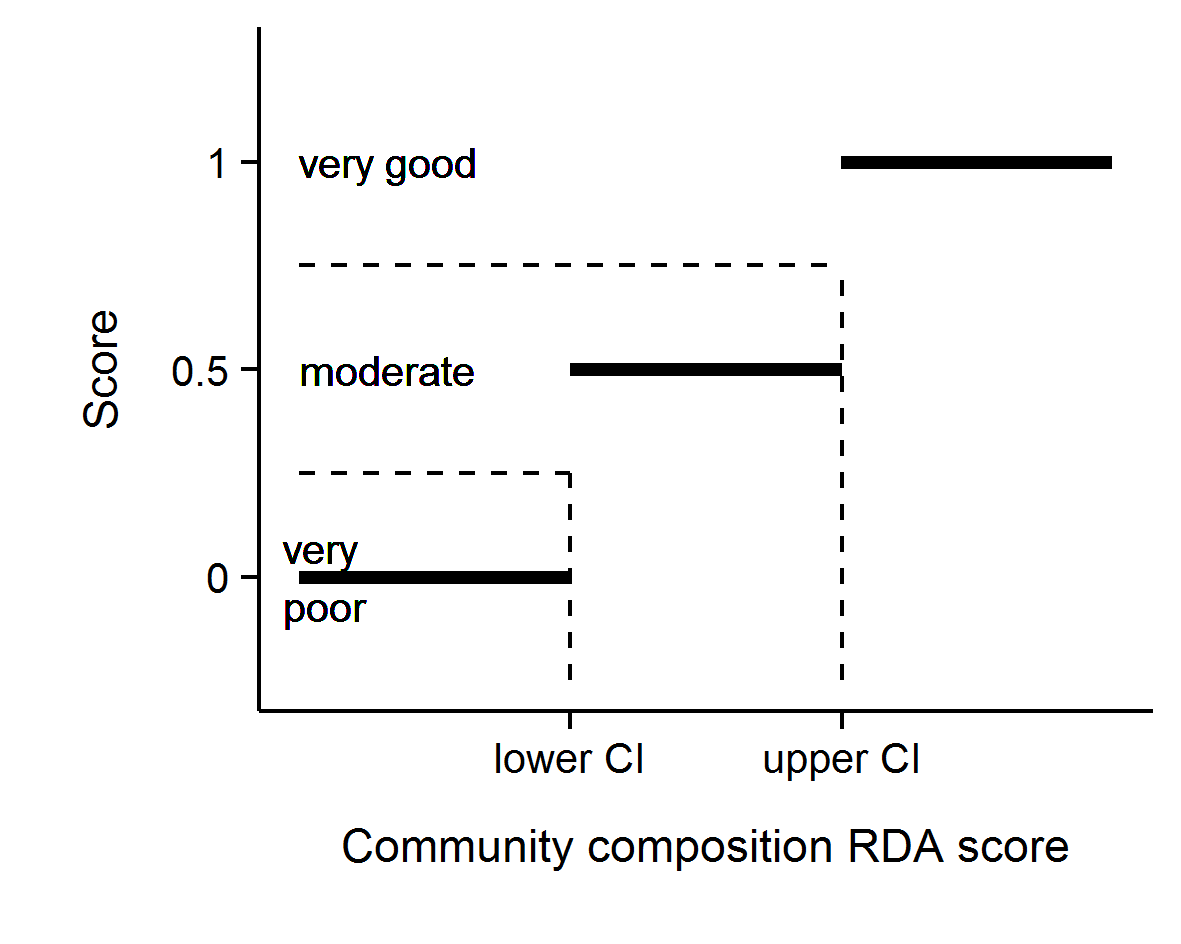 1
very good
Score
0.5
moderate
very
0
poor
lower CI
upper CI
Community composition RDA score